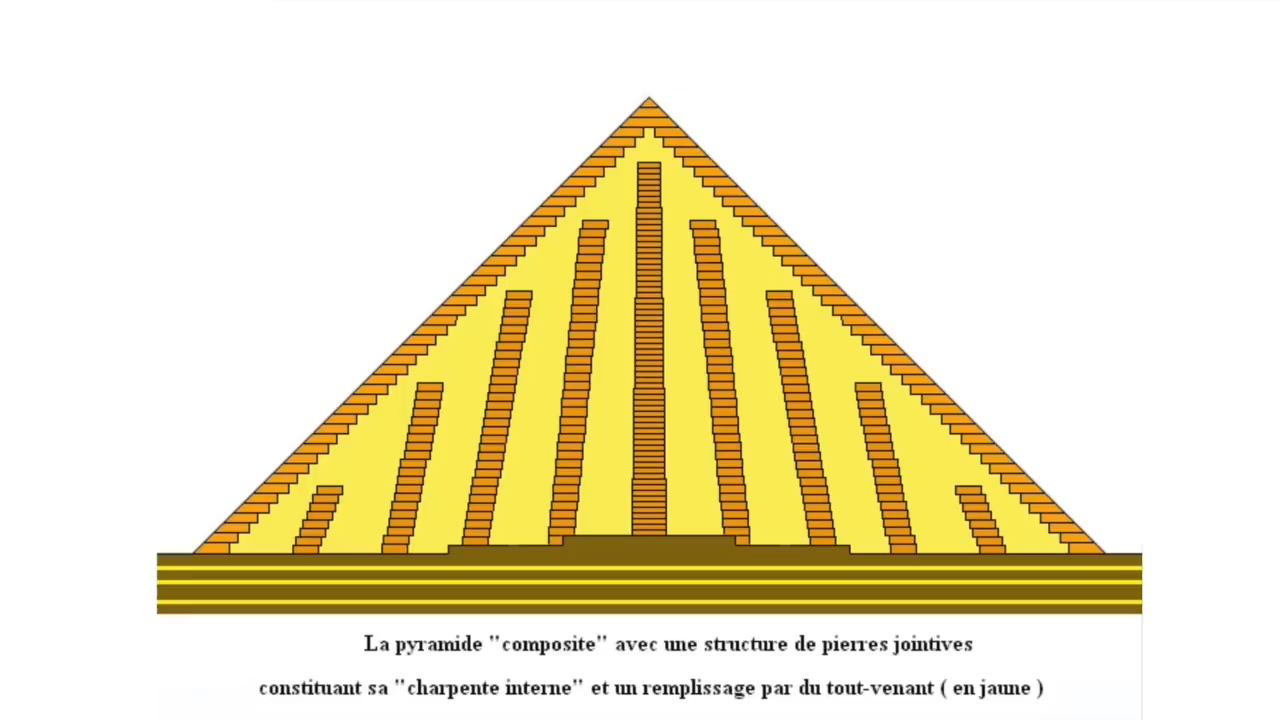 La pyramide "composite" avec une structure de pierres jointives
constituant sa "charpente interne" et un remplissage par du tout-venant ( en jaune )